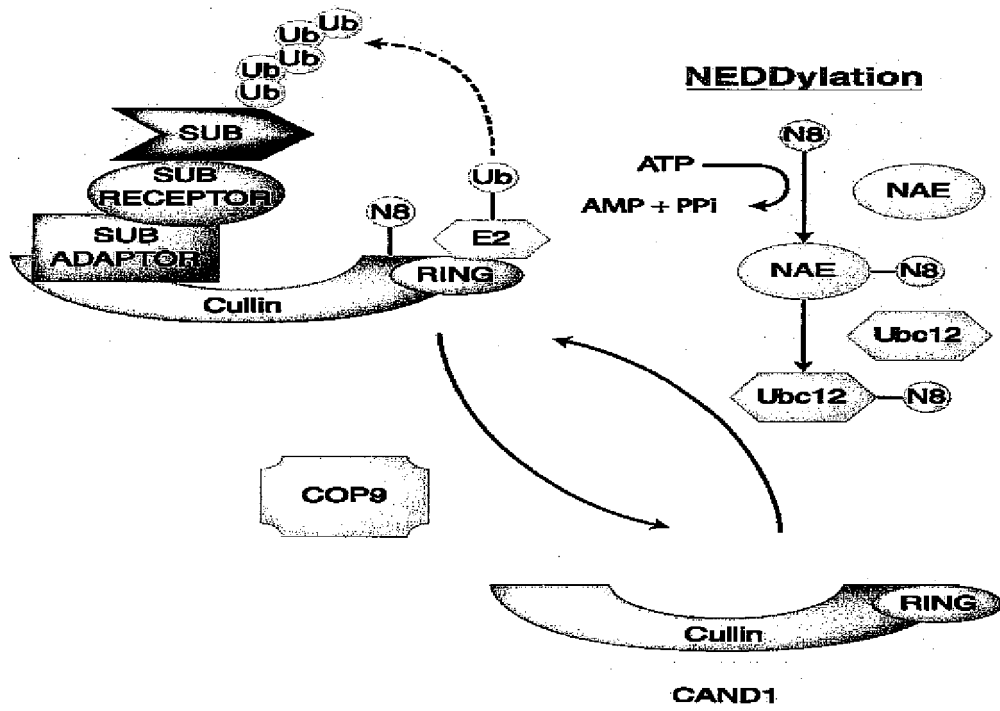 Ub
Ub
Ub
Ub
Ub
Ub
SUB
SUB
RECEPTOR
SUB
ADAPTOR
N8
Ub
E2
RING
Cullin
NEDDylation
N8
ATP
AMP + PPi
NAE
NAE
N8
Ubc12
Ubc12
N8
COP9
RING
Cullin
CAND1